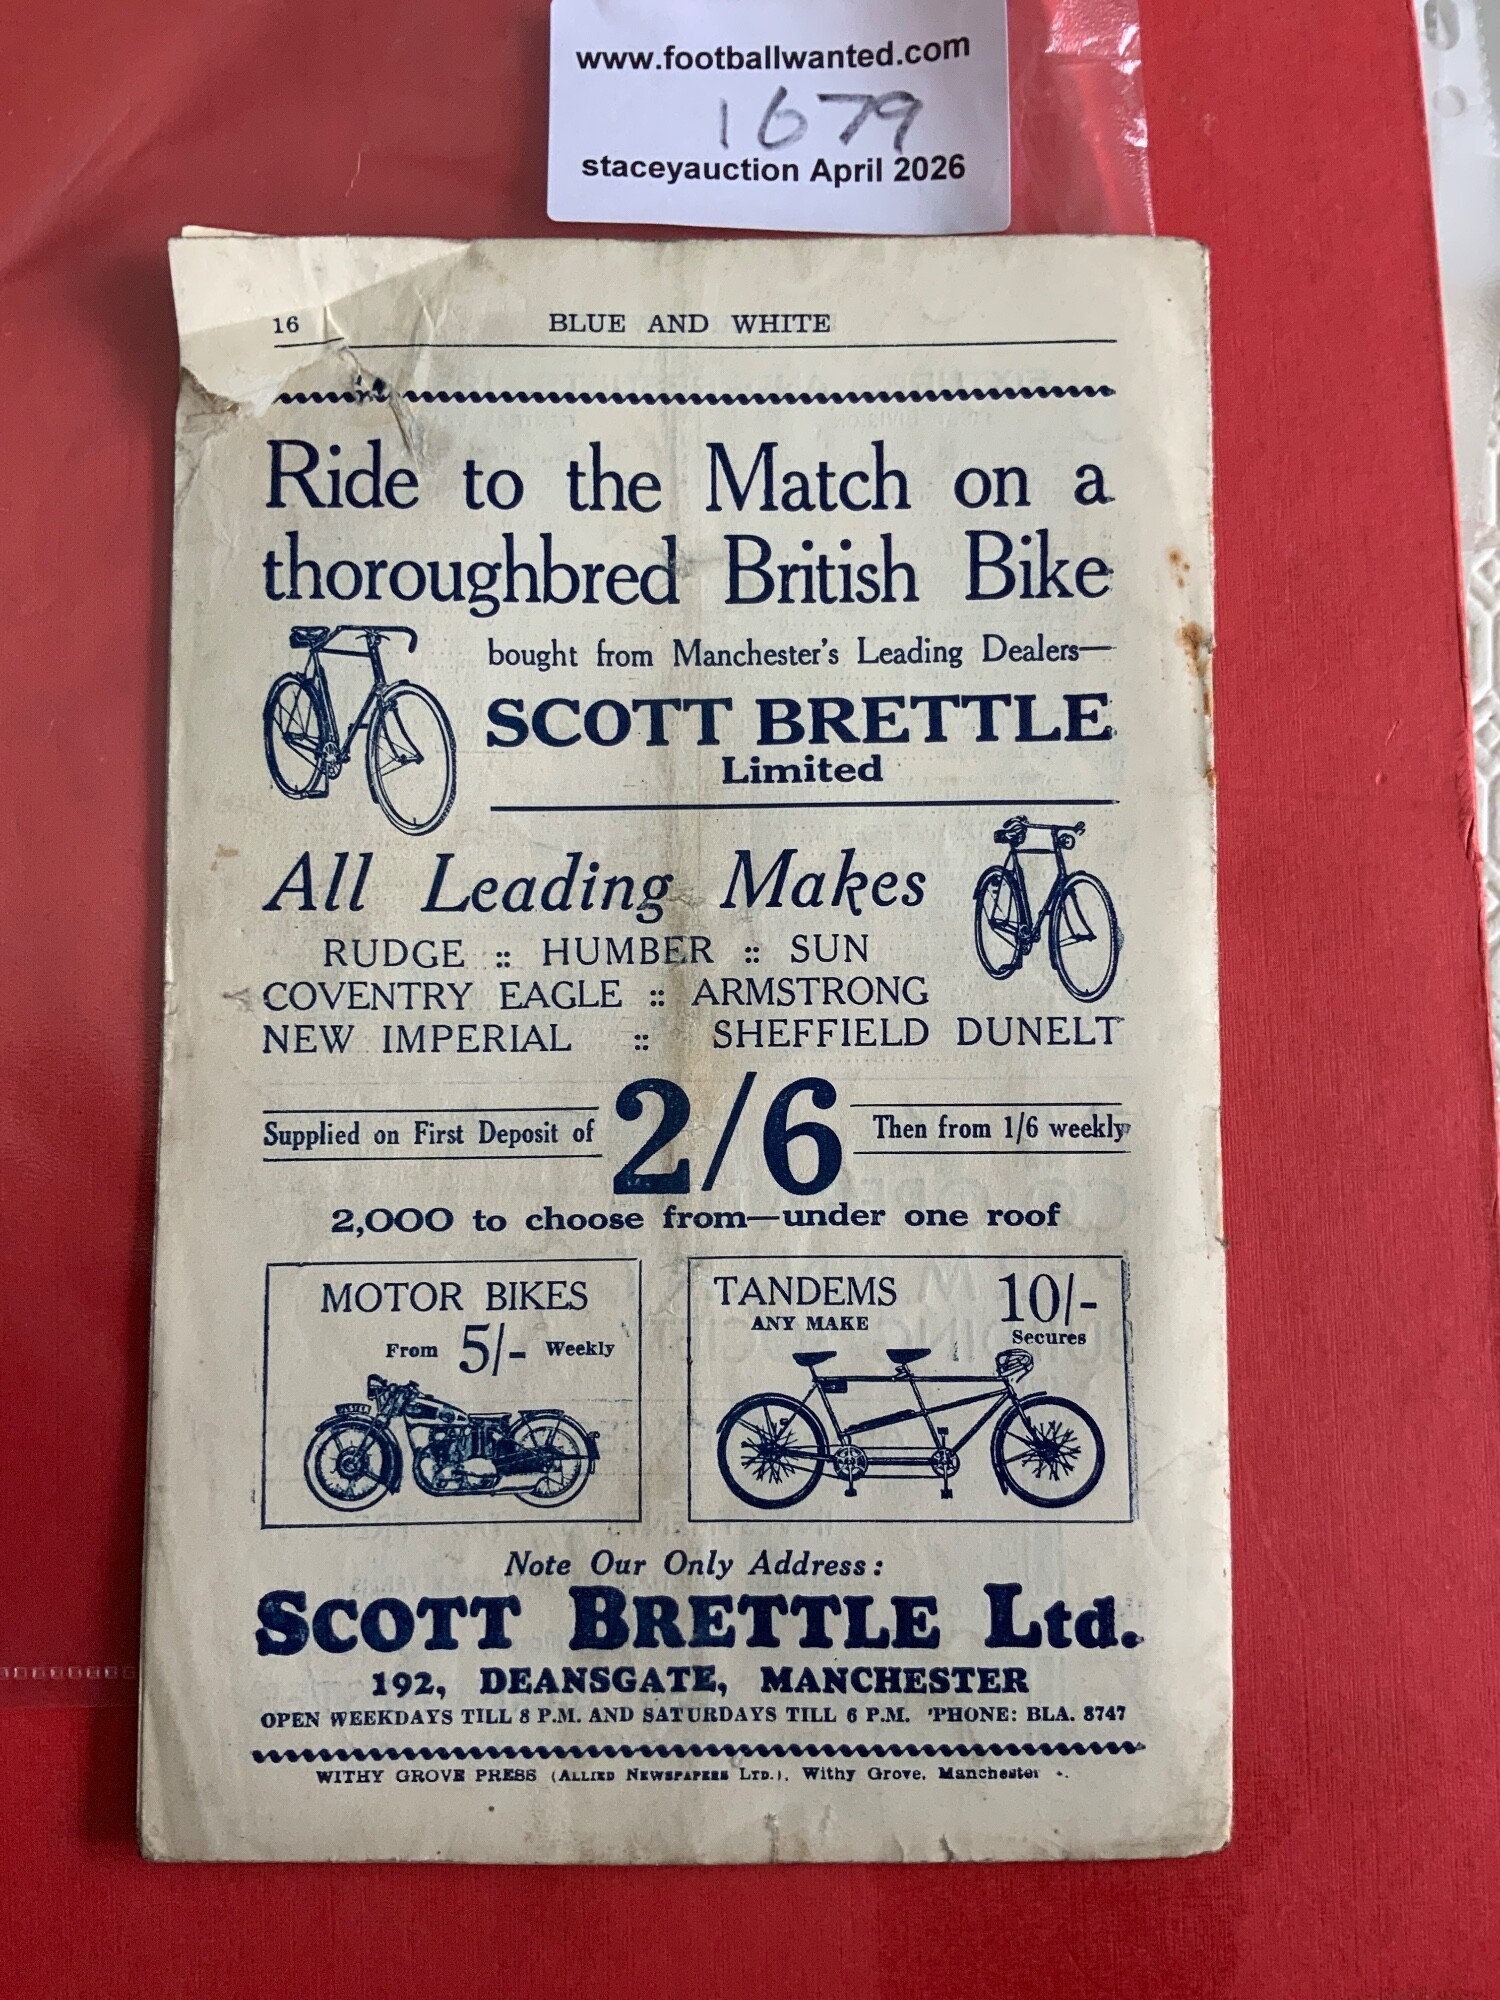 www.footballwanted.com
1679
staceyauction April 2026
16 BLUE AND WHITE
Ride to the Match on a
thoroughbred British Bike
bought from Manchester's Leading Dealers—
SCOTT BRETTLE
Limited
All Leading Makes
RUDGE :: HUMBER :: SUN
COVENTRY EAGLE :: ARMSTRONG
NEW IMPERIAL :: SHEFFIELD DUNELT
Supplied on First Deposit of 2/6 Then from 1/6 weekly
2,000 to choose from—under one roof
MOTOR BIKES
From 5/- Weekly
TANDEMS 10/-
ANY MAKE Secures
Note Our Only Address:
SCOTT BRETTLE Ltd.
192, DEANSGATE, MANCHESTER
OPEN WEEKDAYS TILL 8 P.M. AND SATURDAYS TILL 6 P.M. 'PHONE: BLA. 8747
WITHY GROVE PRESS (ALLIED NEWSPAPERS LTD.), Withy Grove, Manchester